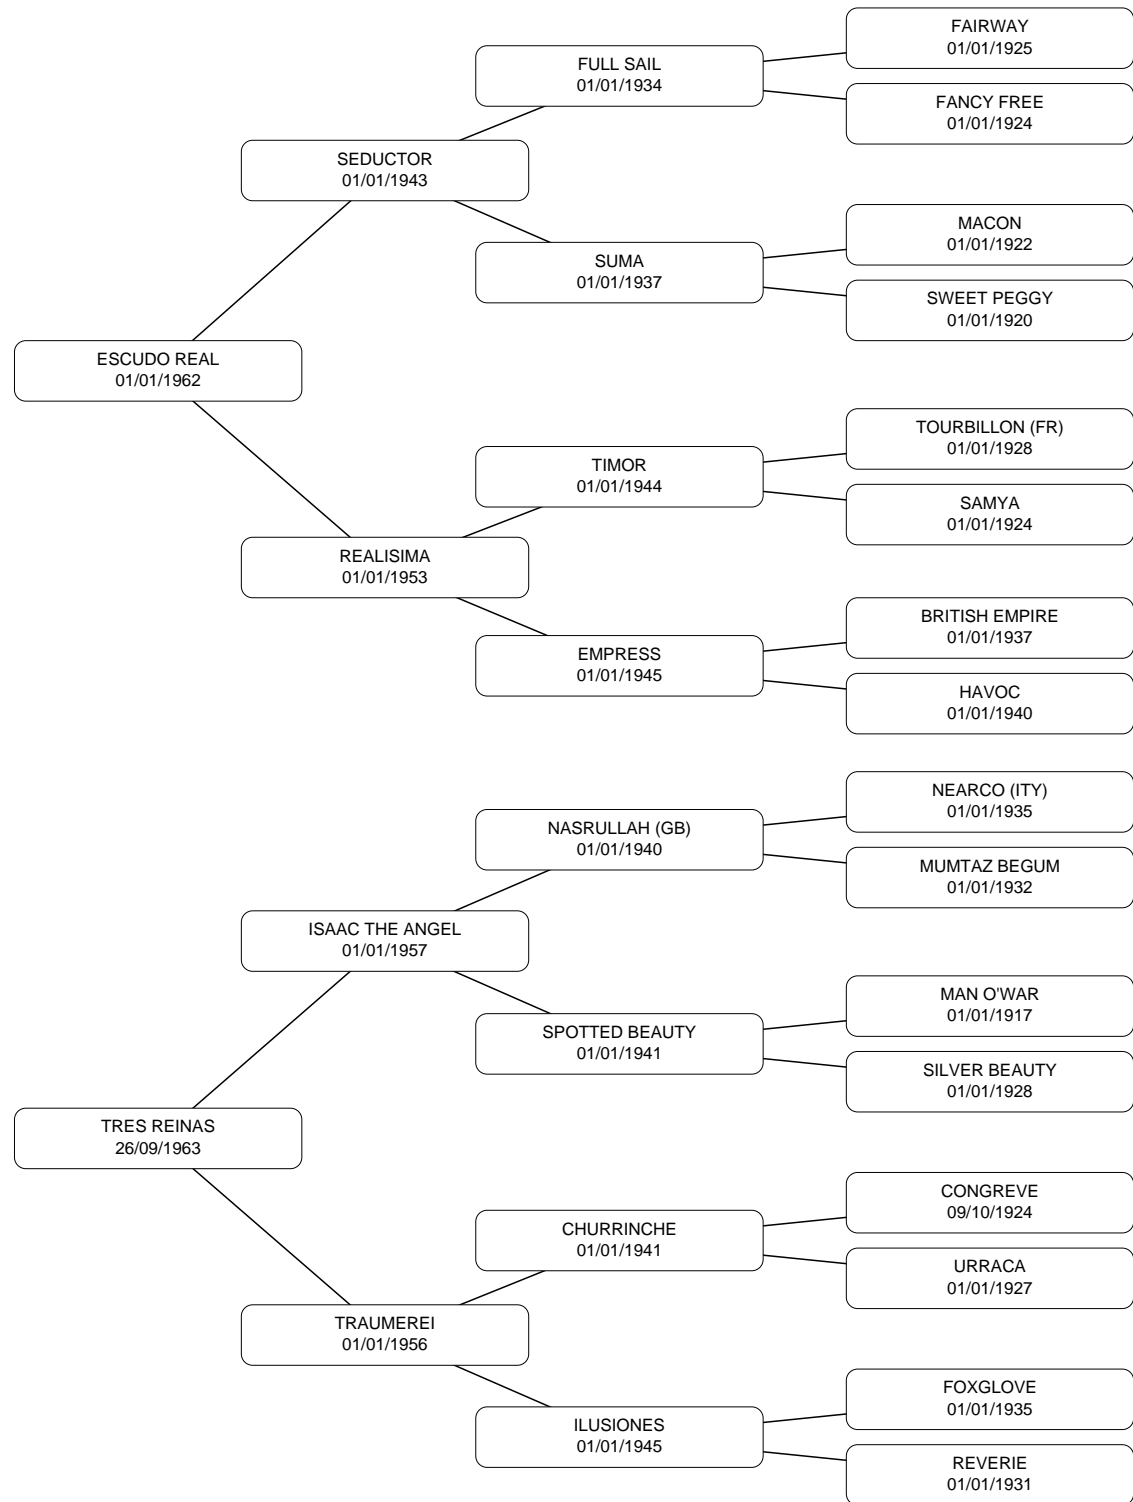 FAIRWAY
01/01/1925
FULL SAIL
01/01/1934
FANCY FREE
01/01/1924
SEDUCTOR
01/01/1943
MACON
01/01/1922
SUMA
01/01/1937
SWEET PEGGY
01/01/1920
ESCUDO REAL
01/01/1962
TOURBILLON (FR)
01/01/1928
TIMOR
01/01/1944
SAMYA
01/01/1924
REALISIMA
01/01/1953
BRITISH EMPIRE
01/01/1937
EMPRESS
01/01/1945
HAVOC
01/01/1940
NEARCO (ITY)
01/01/1935
NASRULLAH (GB)
01/01/1940
MUMTAZ BEGUM
01/01/1932
ISAAC THE ANGEL
01/01/1957
MAN O'WAR
01/01/1917
SPOTTED BEAUTY
01/01/1941
SILVER BEAUTY
01/01/1928
TRES REINAS
26/09/1963
CONGREVE
09/10/1924
CHURRINCHE
01/01/1941
URRACA
01/01/1927
TRAUMEREI
01/01/1956
FOXGLOVE
01/01/1935
ILUSIONES
01/01/1945
REVERIE
01/01/1931